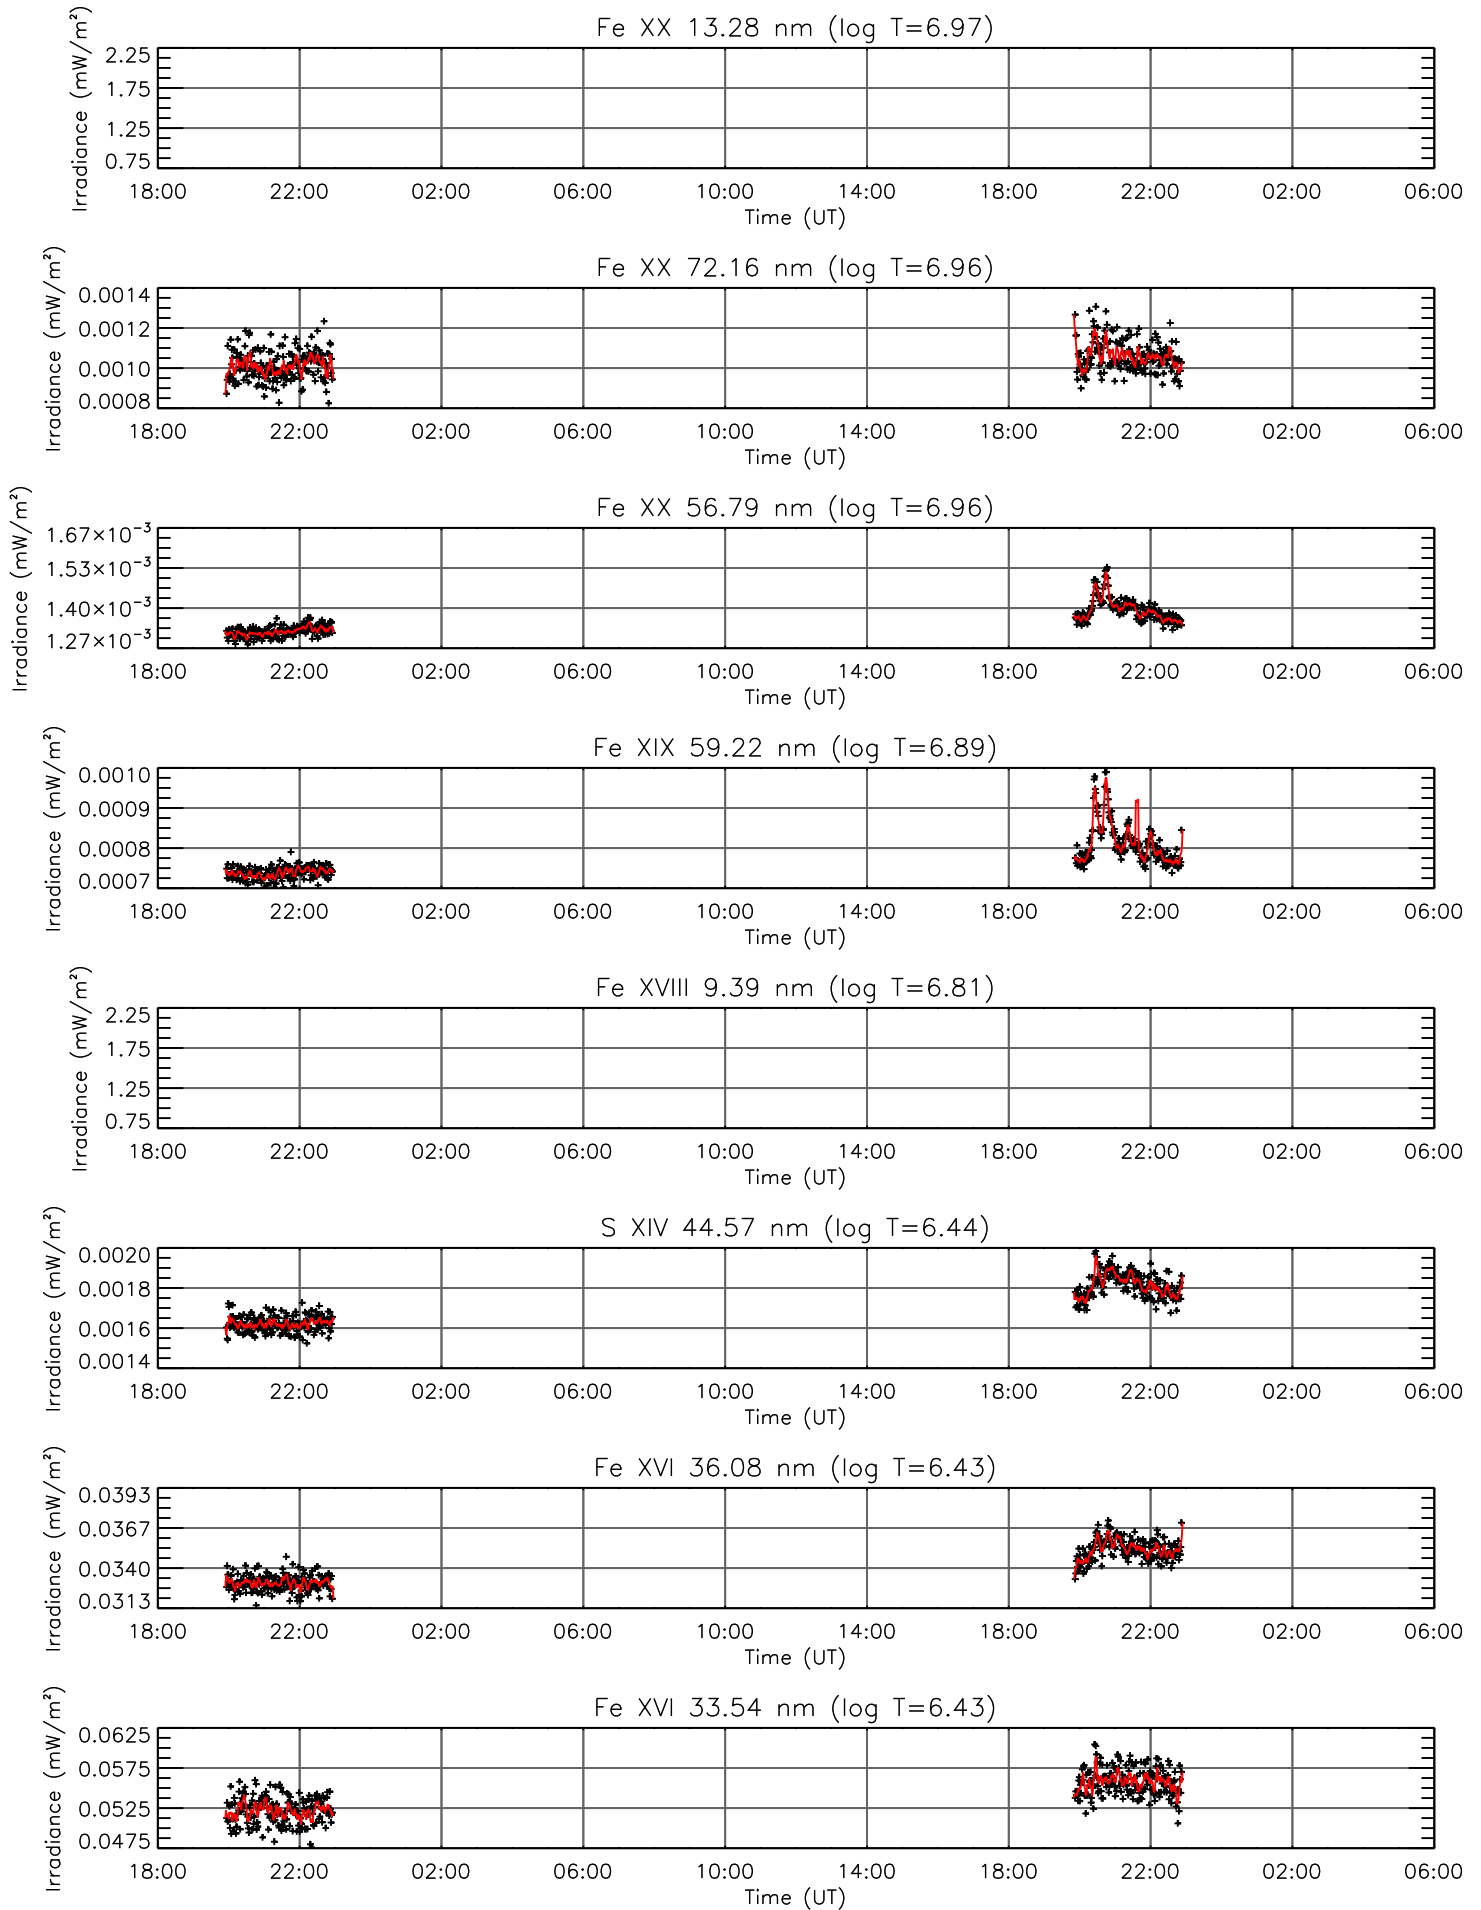 Fe XX 13.28 nm (log T=6.97)
Irradiance (mW/m²)
2.25
1.75
1.25
0.75
18:00 22:00 02:00 06:00 10:00 14:00 18:00 22:00 02:00 06:00
Time (UT)
Fe XX 72.16 nm (log T=6.96)
Irradiance (mW/m²)
0.0014
0.0012
0.0010
0.0008
18:00 22:00 02:00 06:00 10:00 14:00 18:00 22:00 02:00 06:00
Time (UT)
Fe XX 56.79 nm (log T=6.96)
Irradiance (mW/m²)
1.67×10⁻³
1.53×10⁻³
1.40×10⁻³
1.27×10⁻³
18:00 22:00 02:00 06:00 10:00 14:00 18:00 22:00 02:00 06:00
Time (UT)
Fe XIX 59.22 nm (log T=6.89)
Irradiance (mW/m²)
0.0010
0.0009
0.0008
0.0007
18:00 22:00 02:00 06:00 10:00 14:00 18:00 22:00 02:00 06:00
Time (UT)
Fe XVIII 9.39 nm (log T=6.81)
Irradiance (mW/m²)
2.25
1.75
1.25
0.75
18:00 22:00 02:00 06:00 10:00 14:00 18:00 22:00 02:00 06:00
Time (UT)
S XIV 44.57 nm (log T=6.44)
Irradiance (mW/m²)
0.0020
0.0018
0.0016
0.0014
18:00 22:00 02:00 06:00 10:00 14:00 18:00 22:00 02:00 06:00
Time (UT)
Fe XVI 36.08 nm (log T=6.43)
Irradiance (mW/m²)
0.0393
0.0367
0.0340
0.0313
18:00 22:00 02:00 06:00 10:00 14:00 18:00 22:00 02:00 06:00
Time (UT)
Fe XVI 33.54 nm (log T=6.43)
Irradiance (mW/m²)
0.0625
0.0575
0.0525
0.0475
18:00 22:00 02:00 06:00 10:00 14:00 18:00 22:00 02:00 06:00
Time (UT)